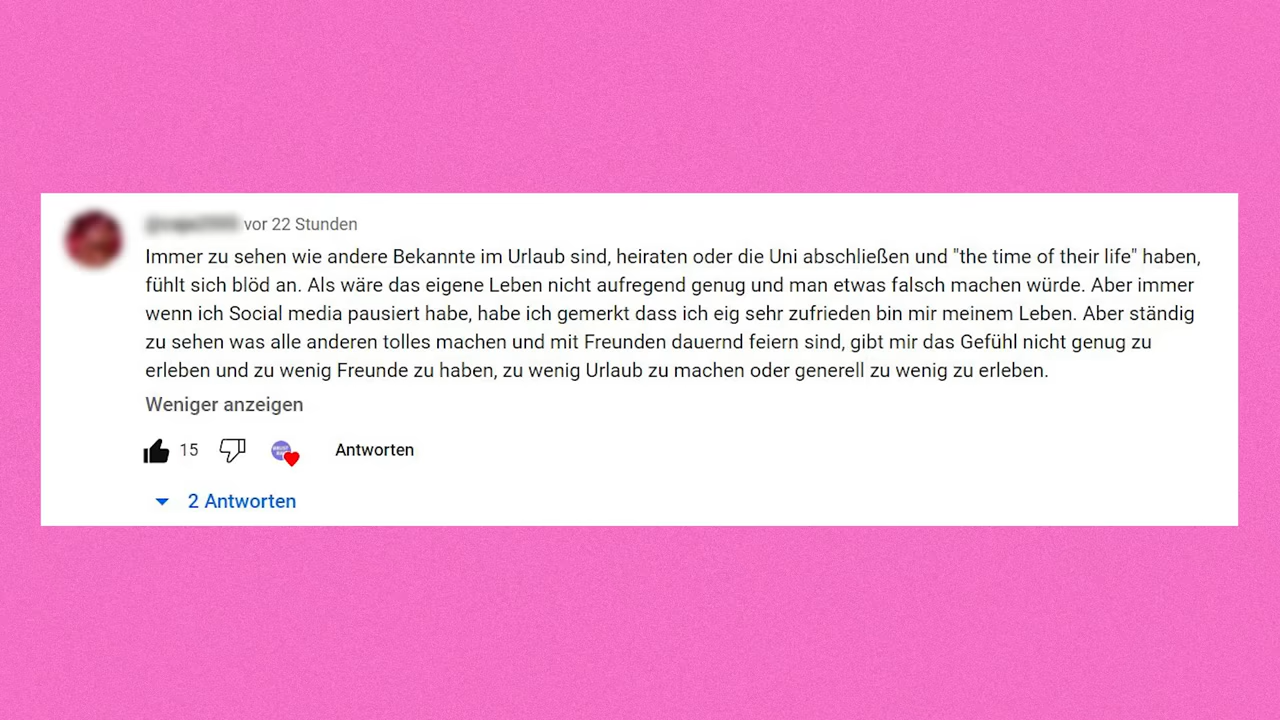 vor 22 Stunden
Immer zu sehen wie andere Bekannte im Urlaub sind, heiraten oder die Uni abschließen und "the time of their life" haben,
fühlt sich blöd an. Als wäre das eigene Leben nicht aufregend genug und man etwas falsch machen würde. Aber immer
wenn ich Social media pausiert habe, habe ich gemerkt dass ich eig sehr zufrieden bin mir meinem Leben. Aber ständig
zu sehen was alle anderen tolles machen und mit Freunden dauernd feiern sind, gibt mir das Gefühl nicht genug zu
erleben und zu wenig Freunde zu haben, zu wenig Urlaub zu machen oder generell zu wenig zu erleben.
Weniger anzeigen
15 Antworten
2 Antworten